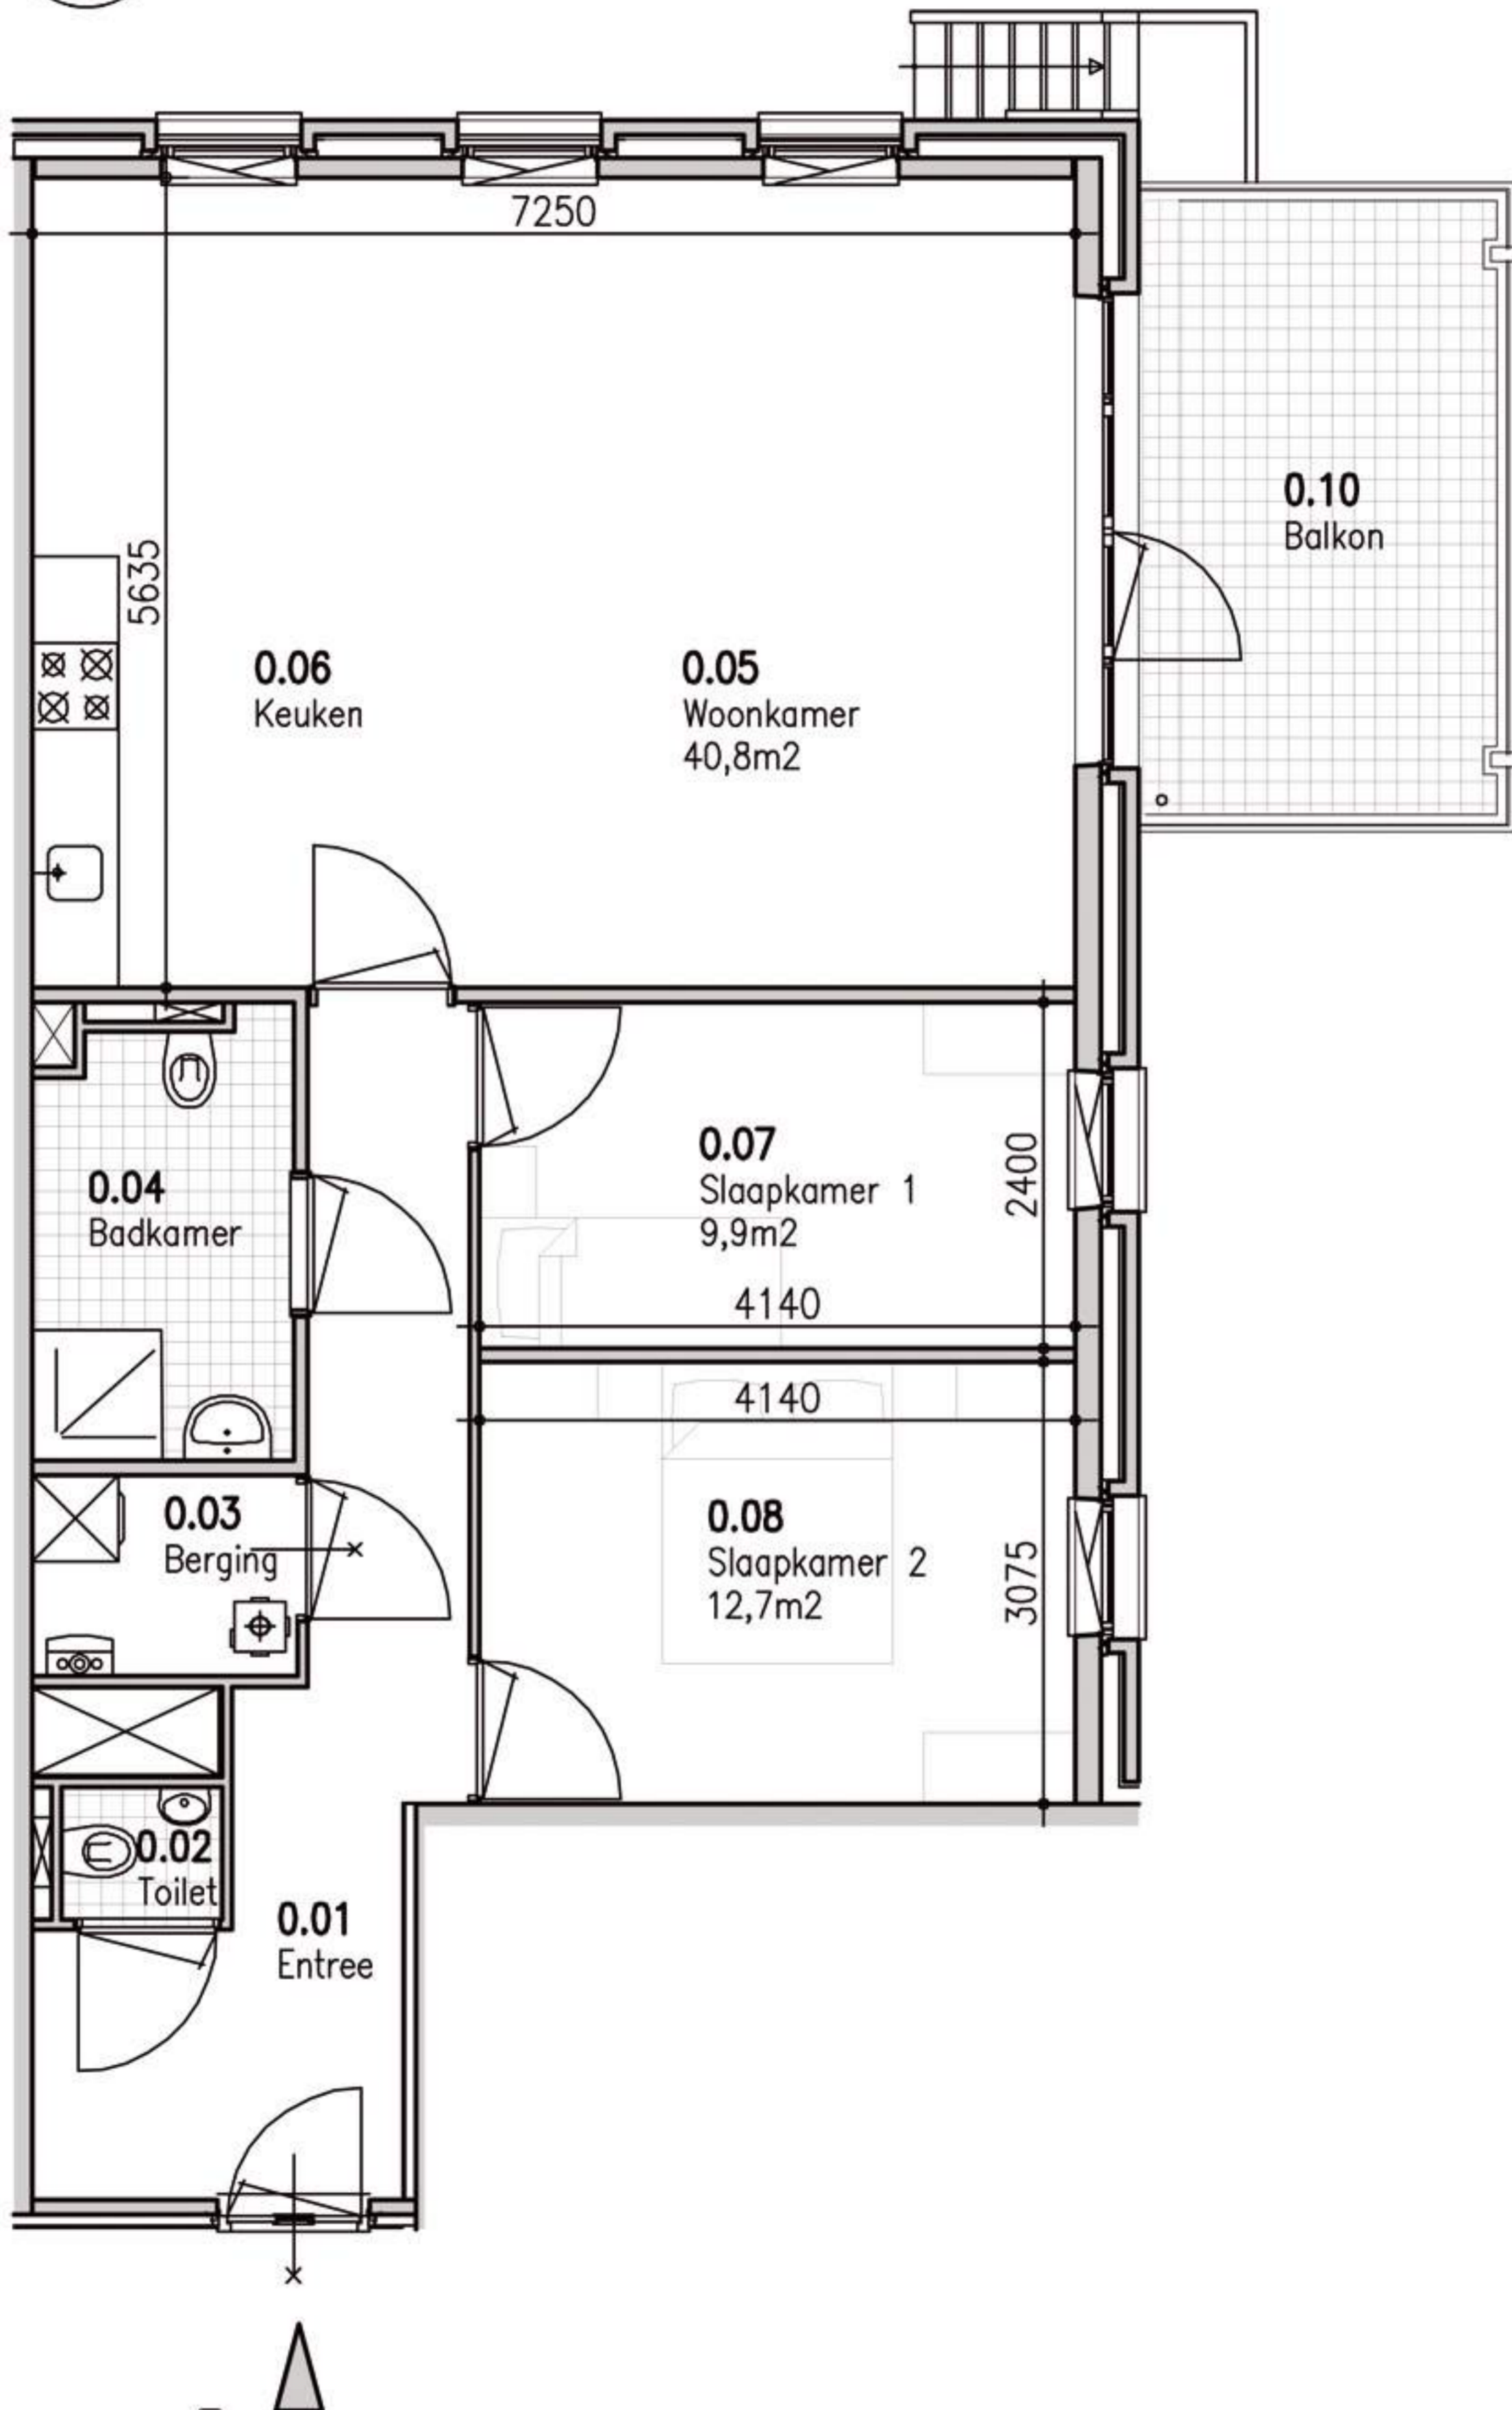 7250
0.10
Balkon
5635
0.06
Keuken
0.05
Woonkamer
40,8m2
0.07
Slaapkamer 1
9,9m2
2400
4140
0.04
Badkamer
4140
0.03
Berging
0.08
Slaapkamer 2
12,7m2
3075
0.02
Toilet
0.01
Entree